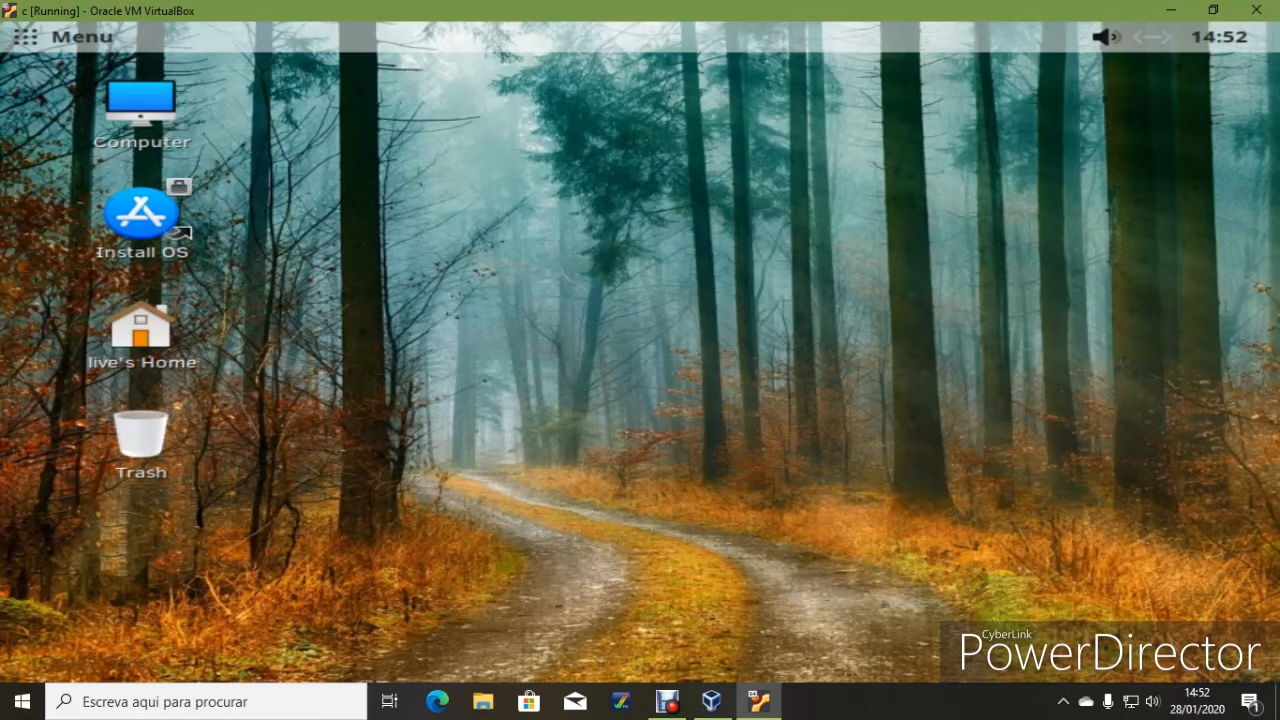 c [Running] - Oracle VM VirtualBox
Menu
14:52
Computer
Install OS
live's Home
Trash
CyberLink
PowerDirector
Escreva aqui para procurar
14:52
28/01/2020
1